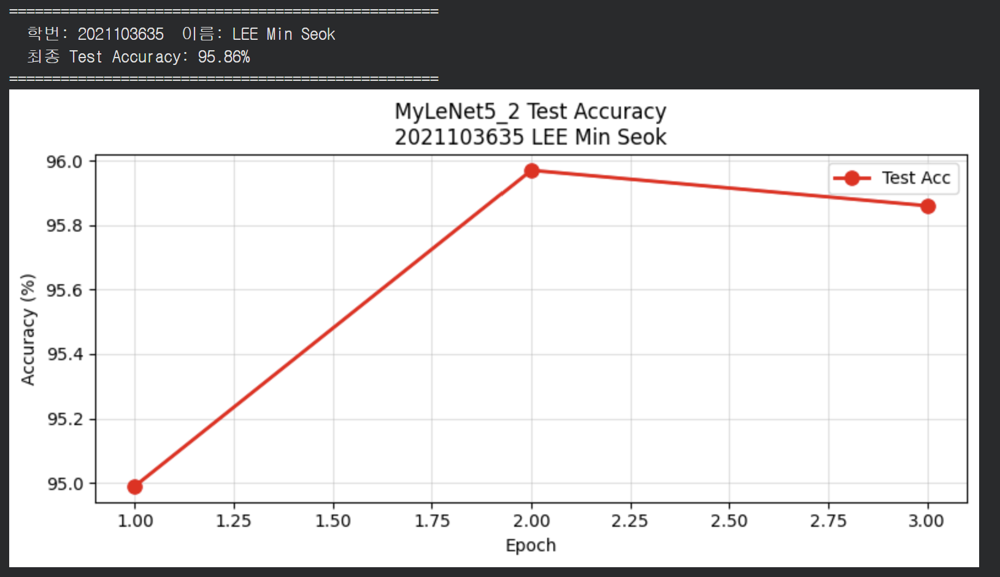 ==================================================
학번: 2021103635  이름: LEE Min Seok
최종 Test Accuracy: 95.86%
==================================================
MyLeNet5_2 Test Accuracy
2021103635 LEE Min Seok
96.0
95.8
95.6
95.4
95.2
95.0
Accuracy (%)
Test Acc
1.00 1.25 1.50 1.75 2.00 2.25 2.50 2.75 3.00
Epoch